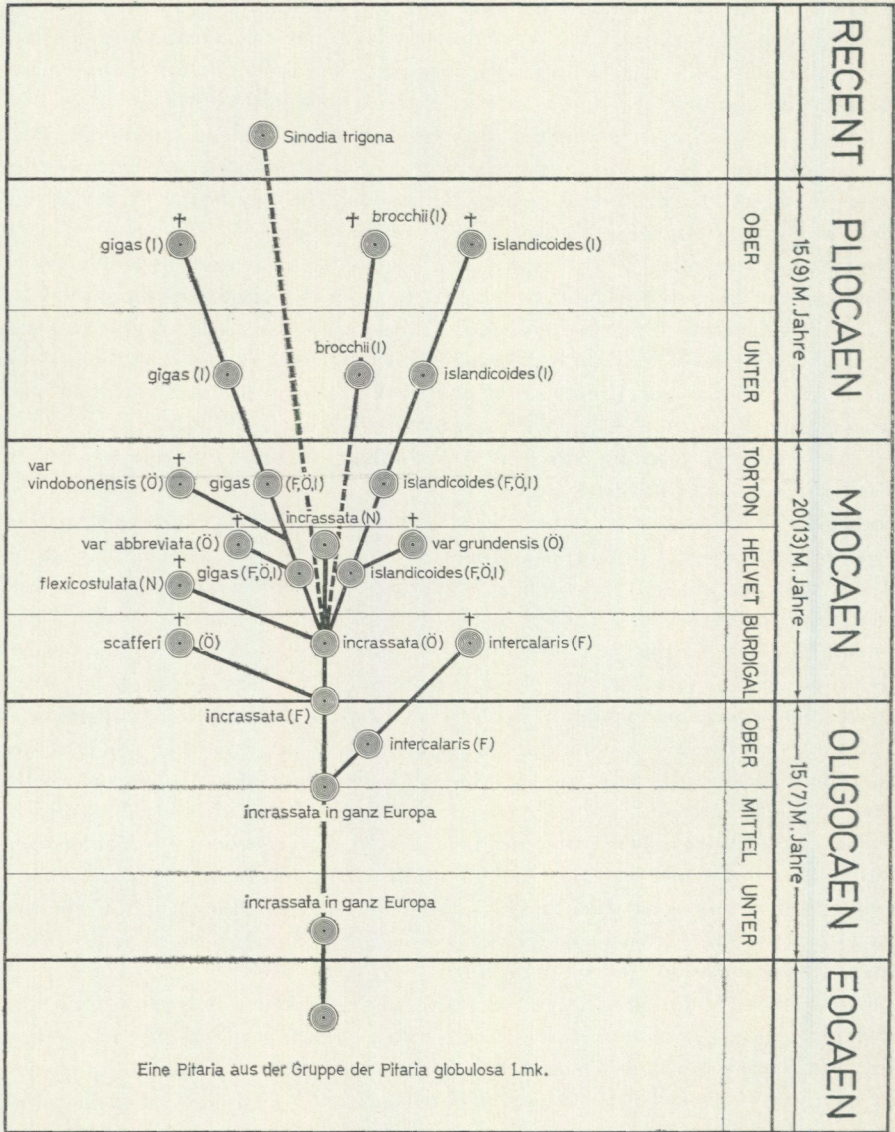 RECENT
Sinodia trigona
PLIOCAEN
15(9) M. Jahre
OBER
† gigas (I)
† brocchii (I)
† islandicoides (I)
UNTER
gigas (I)
brocchii (I)
islandicoides (I)
MIOCAEN
20(13) M. Jahre
TORTON
†
var
vindobonensis (Ö)
gigas (F,Ö,I)
islandicoides (F,Ö,I)
HELVET
incrassata (N)
† var abbreviata (Ö)
† var grundensis (Ö)
† flexicostulata (N)
gigas (F,Ö,I)
islandicoides (F,Ö,I)
BURDIGAL
† scafferi (Ö)
incrassata (Ö)
† intercalaris (F)
incrassata (F)
OLIGOCAEN
15(7) M. Jahre
OBER
intercalaris (F)
MITTEL
incrassata in ganz Europa
UNTER
incrassata in ganz Europa
EOCAEN
Eine Pitaria aus der Gruppe der Pitaria globulosa Lmk.